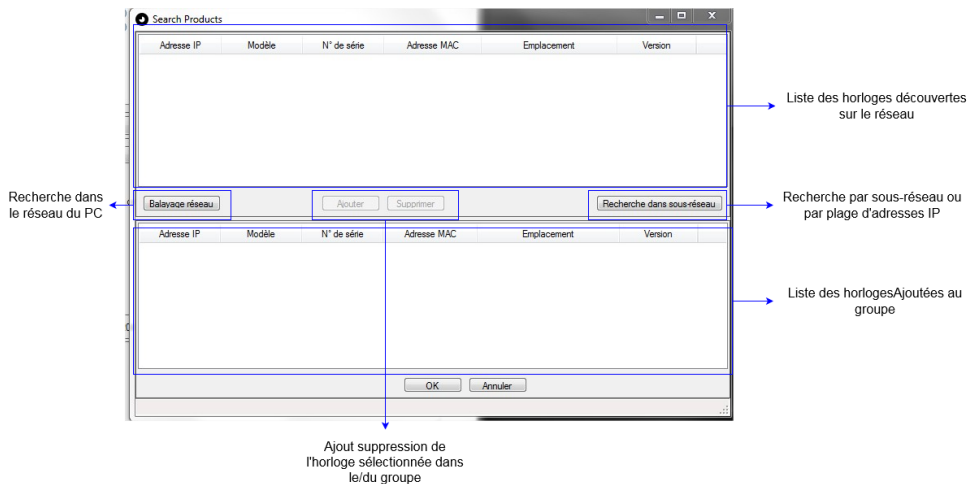 Search Products
Adresse IP Modèle N° de série Adresse MAC Emplacement Version
Liste des horloges découvertes
sur le réseau
Recherche dans
le réseau du PC
Balayage réseau Ajouter Supprimer Recherche dans sous-réseau
Recherche par sous-réseau ou
par plage d'adresses IP
Adresse IP Modèle N° de série Adresse MAC Emplacement Version
Liste des horlogesAjoutées au
groupe
OK Annuler
Ajout suppression de
l'horloge sélectionnée dans
le/du groupe